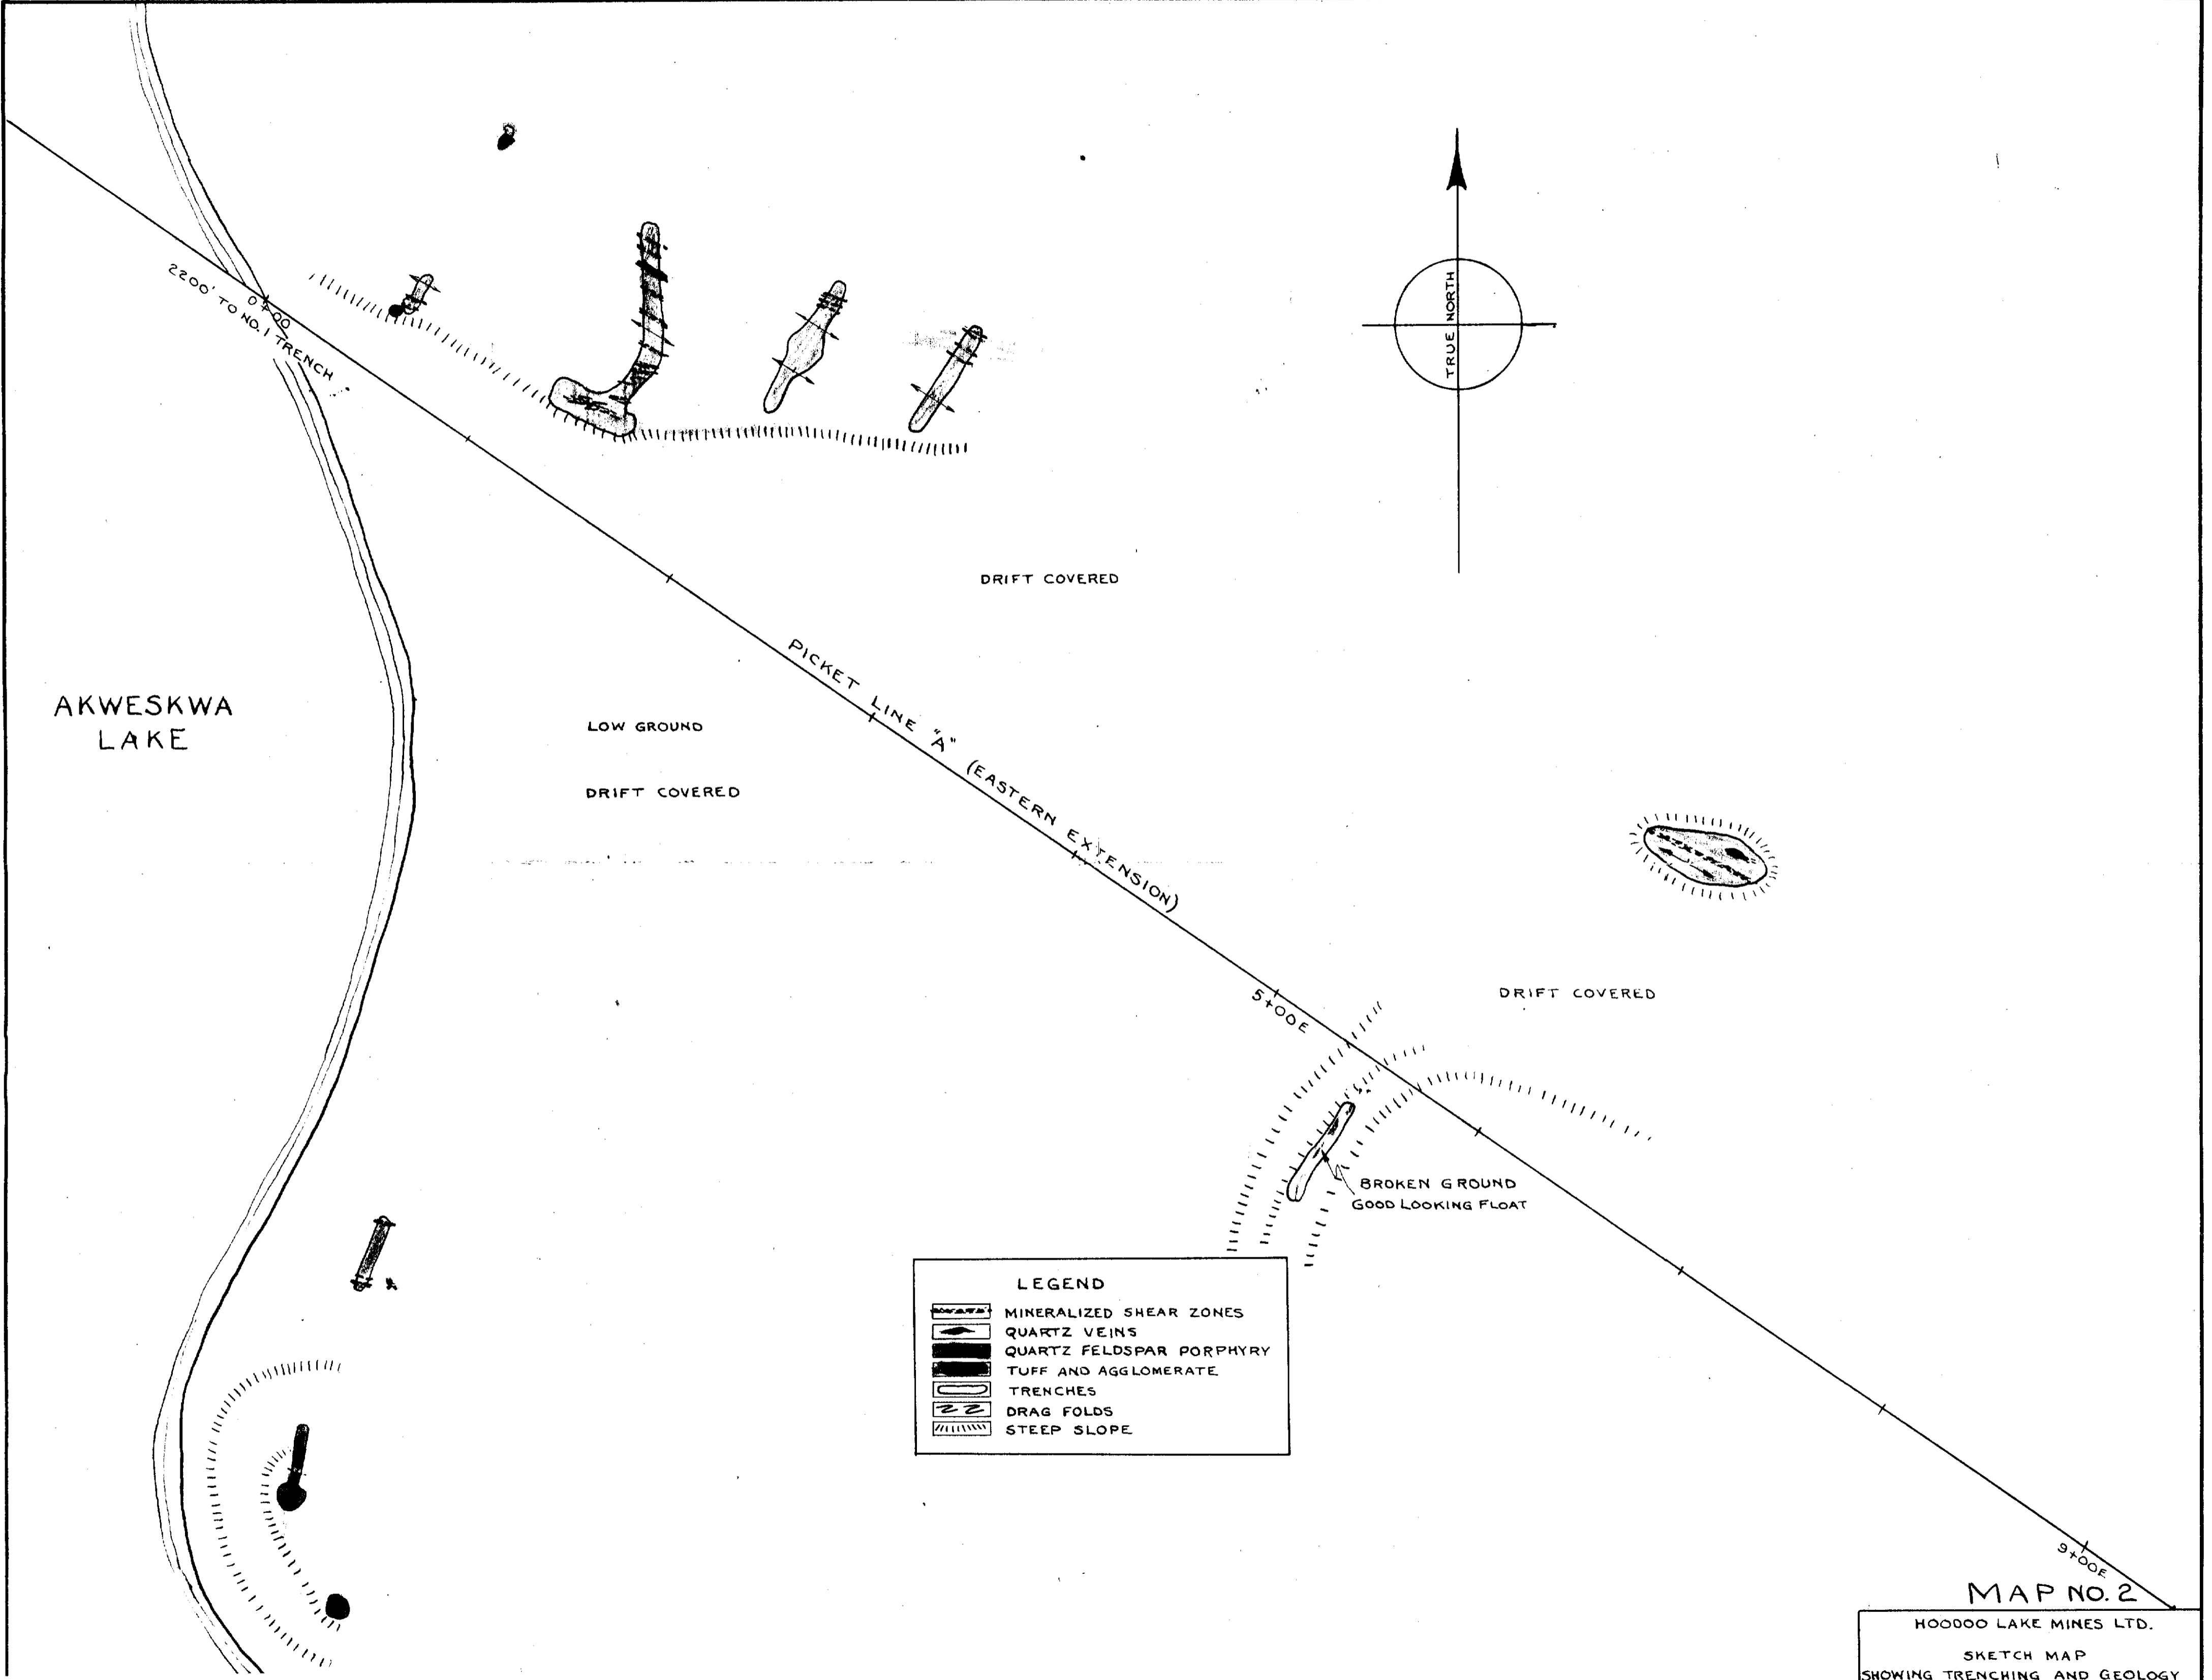 0+00
2200' TO NO. 1 TRENCH
TRUE NORTH
DRIFT COVERED
PICKET LINE "A" (EASTERN EXTENSION)
AKWESKWA
LAKE
LOW GROUND
DRIFT COVERED
5+00E
DRIFT COVERED
BROKEN GROUND
GOOD LOOKING FLOAT
LEGEND
MINERALIZED SHEAR ZONES
QUARTZ VEINS
QUARTZ FELDSPAR PORPHYRY
TUFF AND AGGLOMERATE
TRENCHES
DRAG FOLDS
STEEP SLOPE
9+00E
MAP NO. 2
HOODOO LAKE MINES LTD.
SKETCH MAP
SHOWING TRENCHING AND GEOLOGY